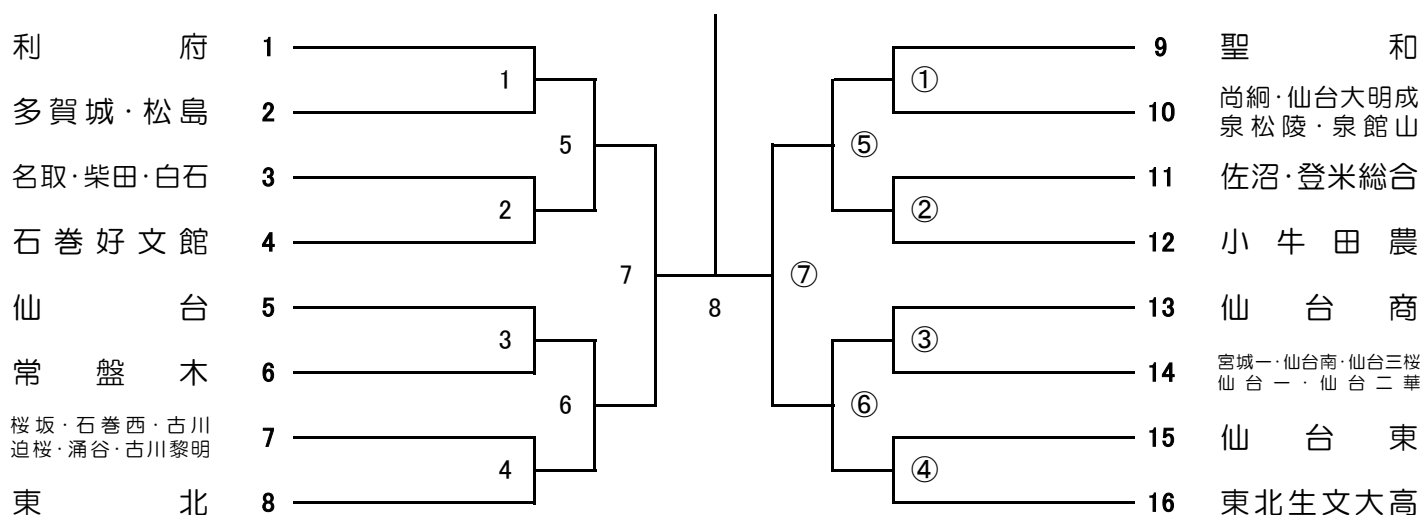 利府 1
1
多賀城・松島 2
5
名取・柴田・白石 3
2
石巻好文館 4
7
仙台 5
3
常盤木 6
6
桜坂・石巻西・古川
迫桜・涌谷・古川黎明 7
4
東北 8
8
9 聖和
①
10 尚絅・仙台大明成
泉松陵・泉館山
⑤
11 佐沼・登米総合
②
12 小牛田農
⑦
13 仙台商
③
14 宮城一・仙台南・仙台三桜
仙台一・仙台二華
⑥
15 仙台東
④
16 東北生文大高